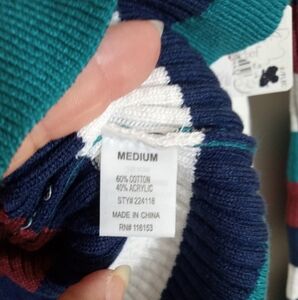 MEDIUM
60% COTTON
40% ACRYLIC
STY# 224118
MADE IN CHINA
RN# 116153